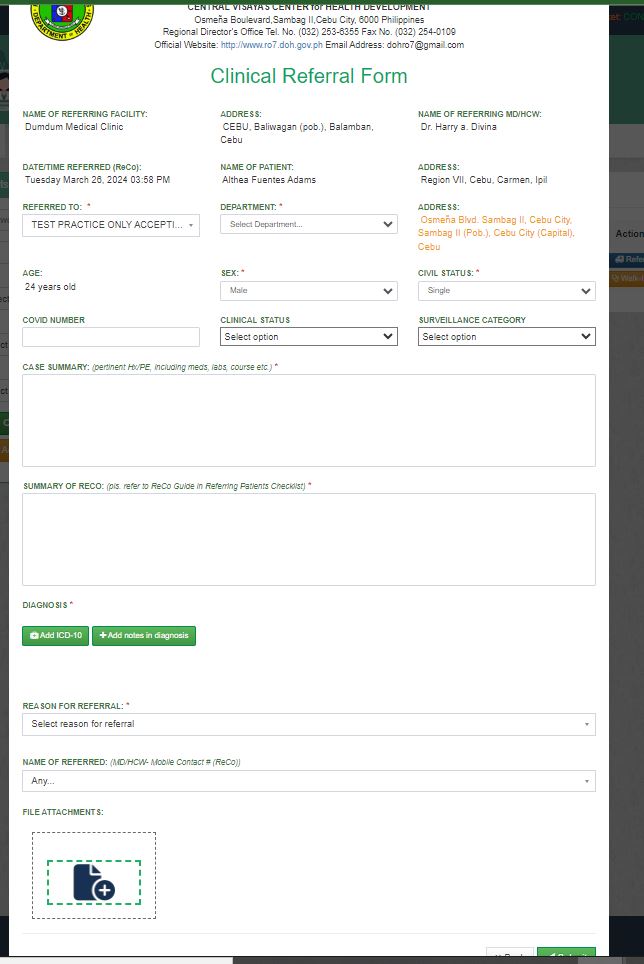 CENTRAL VISAYAS CENTER for HEALTH DEVELOPMENT
Osmeña Boulevard,Sambag II,Cebu City, 6000 Philippines
Regional Director's Office Tel. No. (032) 253-6355 Fax No. (032) 254-0109
Official Website: http://www.ro7.doh.gov.ph Email Address: dohro7@gmail.com
DEPARTMENT OF HEALTH
Clinical Referral Form
NAME OF REFERRING FACILITY:
Dumdum Medical Clinic
ADDRESS:
CEBU, Baliwagan (pob.), Balamban,
Cebu
NAME OF REFERRING MD/HCW:
Dr. Harry a. Divina
DATE/TIME REFERRED (ReCo):
Tuesday March 26, 2024 03:58 PM
NAME OF PATIENT:
Althea Fuentes Adams
ADDRESS:
Region VII, Cebu, Carmen, Ipil
REFERRED TO: *
TEST PRACTICE ONLY ACCEPTI...
DEPARTMENT: *
Select Department...
ADDRESS:
Osmeña Blvd. Sambag II, Cebu City,
Sambag II (Pob.), Cebu City (Capital),
Cebu
Action
AGE:
24 years old
SEX: *
Male
CIVIL STATUS: *
Single
COVID NUMBER
CLINICAL STATUS
Select option
SURVEILLANCE CATEGORY
Select option
CASE SUMMARY: (pertinent Hx/PE, including meds, labs, course etc.) *
SUMMARY OF RECO: (pls. refer to ReCo Guide in Referring Patients Checklist) *
DIAGNOSIS *
Add ICD-10
Add notes in diagnosis
REASON FOR REFERRAL: *
Select reason for referral
NAME OF REFERRED: (MD/HCW- Mobile Contact # (ReCo))
Any...
FILE ATTACHMENTS: